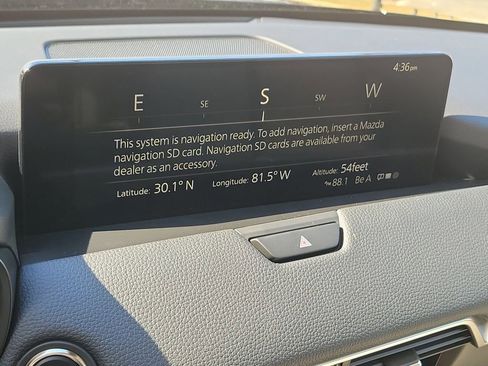 4:36pm
E SE S SW W
This system is navigation ready. To add navigation, insert a Mazda
navigation SD card. Navigation SD cards are available from your
dealer as an accessory.
Latitude: 30.1° N Longitude: 81.5° W Altitude: 54feet
88.1 Be A